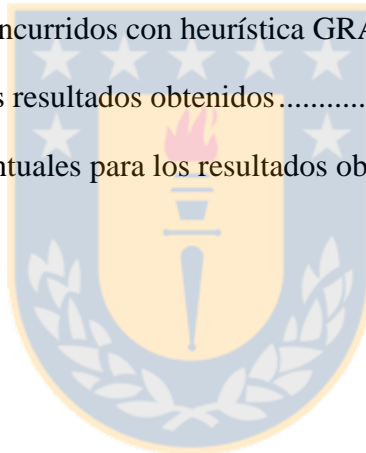 ncurridos con heurística GRA
s resultados obtenidos............
ntuales para los resultados ob